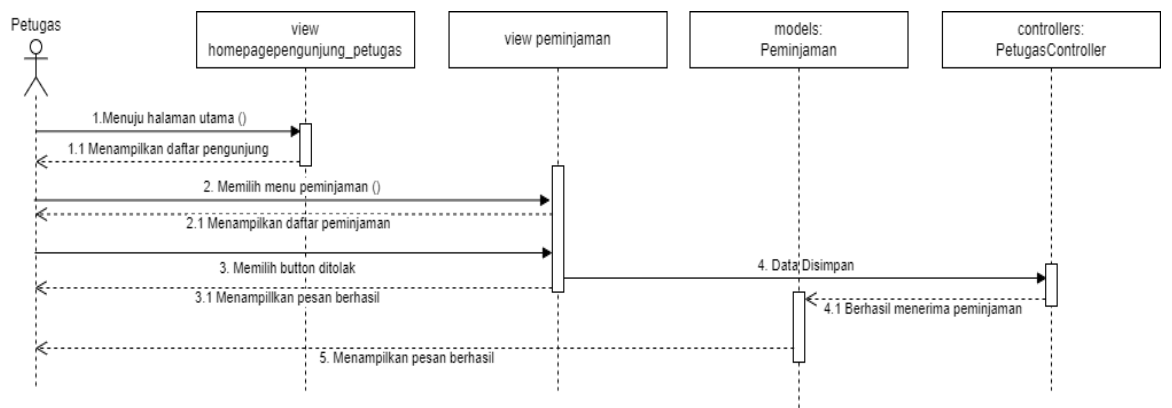 Petugas
view
homepagepengunjung_petugas
view peminjaman
models:
Peminjaman
controllers:
PetugasController
1.Menuju halaman utama ()
1.1 Menampilkan daftar pengunjung
2. Memilih menu peminjaman ()
2.1 Menampilkan daftar peminjaman
3. Memilih button ditolak
4. Data Disimpan
3.1 Menampillkan pesan berhasil
4.1 Berhasil menerima peminjaman
5. Menampilkan pesan berhasil